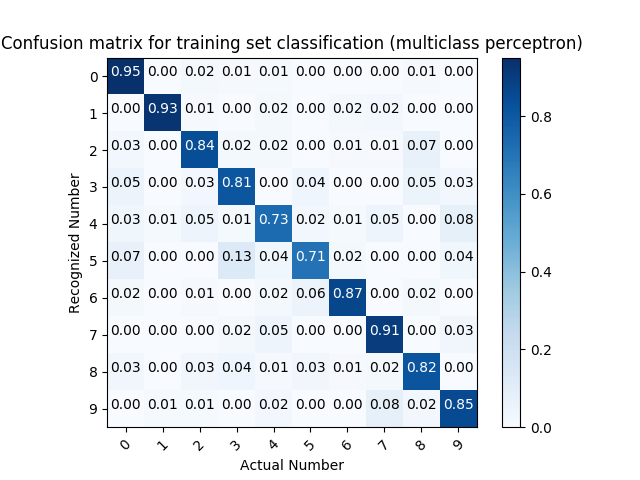 Confusion matrix for training set classification (multiclass perceptron)
0 0.95 0.00 0.02 0.01 0.01 0.00 0.00 0.00 0.01 0.00
1 0.00 0.93 0.01 0.00 0.02 0.00 0.02 0.02 0.00 0.00
2 0.03 0.00 0.84 0.02 0.02 0.00 0.01 0.01 0.07 0.00
3 0.05 0.00 0.03 0.81 0.00 0.04 0.00 0.00 0.05 0.03
4 0.03 0.01 0.05 0.01 0.73 0.02 0.01 0.05 0.00 0.08
5 0.07 0.00 0.00 0.13 0.04 0.71 0.02 0.00 0.00 0.04
6 0.02 0.00 0.01 0.00 0.02 0.06 0.87 0.00 0.02 0.00
7 0.00 0.00 0.00 0.02 0.05 0.00 0.00 0.91 0.00 0.03
8 0.03 0.00 0.03 0.04 0.01 0.03 0.01 0.02 0.82 0.00
9 0.00 0.01 0.01 0.00 0.02 0.00 0.00 0.08 0.02 0.85
0 1 2 3 4 5 6 7 8 9
Actual Number
Recognized Number
0.8
0.6
0.4
0.2
0.0